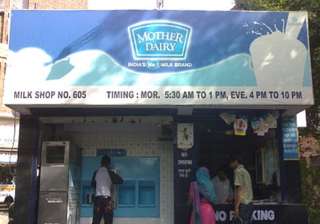 MOTHER
DAIRY
INDIA'S No 1 MILK BRAND
MILK SHOP NO. 605 TIMING : MOR. 5:30 AM TO 1 PM, EVE. 4 PM TO 10 PM
NO PARKING